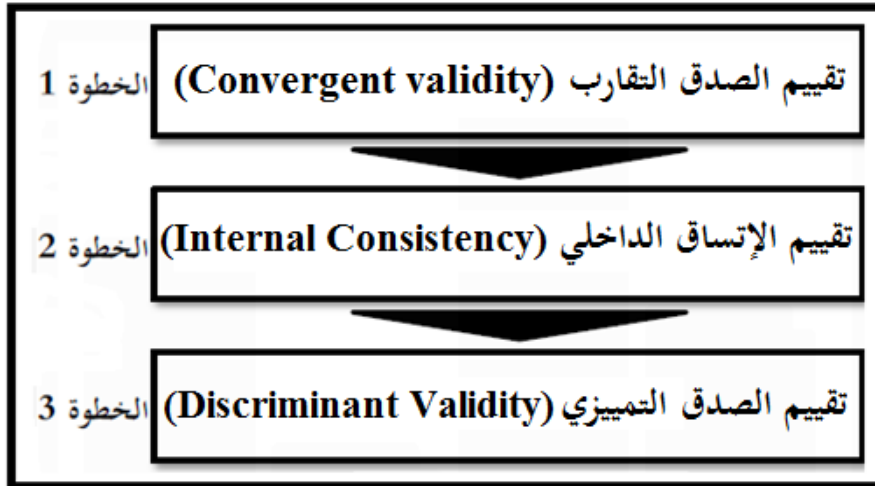 الخطوة 1 تقييم الصدق التقارب (Convergent validity)
الخطوة 2 تقييم الإتساق الداخلي (Internal Consistency)
الخطوة 3 تقييم الصدق التمييزي (Discriminant Validity)